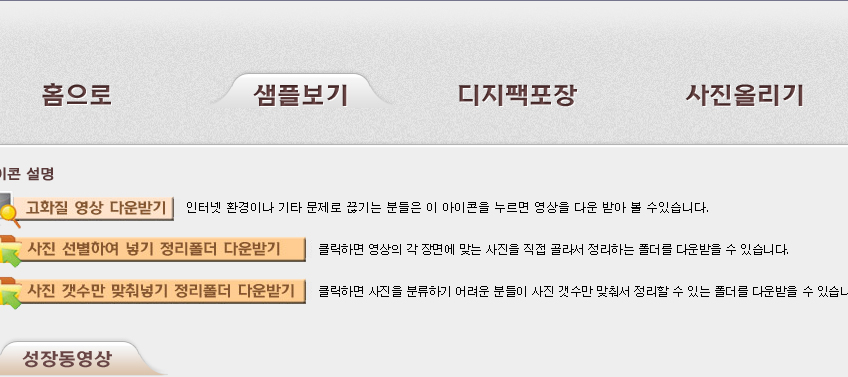 홈으로 샘플보기 디지팩포장 사진올리기
이콘 설명
고화질 영상 다운받기 인터넷 환경이나 기타 문제로 끊기는 분들은 이 아이콘을 누르면 영상을 다운 받아 볼 수있습니다.
사진 선별하여 넣기 정리폴더 다운받기 클릭하면 영상의 각 장면에 맞는 사진을 직접 골라서 정리하는 폴더를 다운받을 수 있습니다.
사진 갯수만 맞춰넣기 정리폴더 다운받기 클릭하면 사진을 분류하기 어려운 분들이 사진 갯수만 맞춰서 정리할 수 있는 폴더를 다운받을 수 있습니
성장동영상